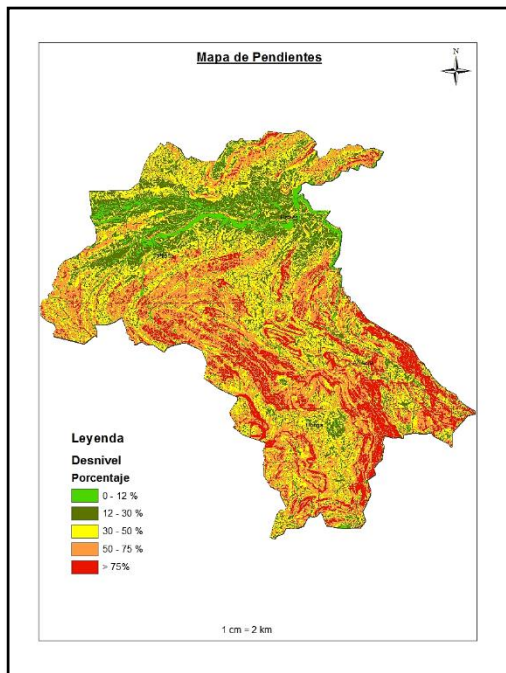 Mapa de Pendientes
N
Leyenda
Desnivel
Porcentaje
0 - 12 %
12 - 30 %
30 - 50 %
50 - 75 %
> 75%
1 cm = 2 km